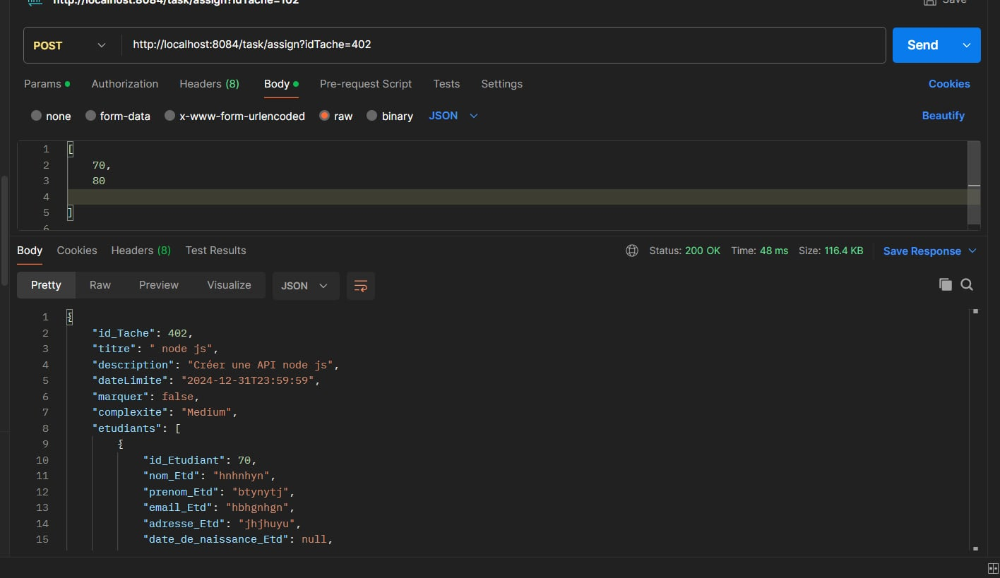 http://localhost:8084/task/assign?idTache=102
Save
POST http://localhost:8084/task/assign?idTache=402 Send
Params Authorization Headers (8) Body Pre-request Script Tests Settings Cookies
none form-data x-www-form-urlencoded raw binary JSON Beautify
1 [
2 70,
3 80
4
5 ]
6
Body Cookies Headers (8) Test Results Status: 200 OK Time: 48 ms Size: 116.4 KB Save Response
Pretty Raw Preview Visualize JSON
1 {
2 "id_Tache": 402,
3 "titre": " node js",
4 "description": "Créer une API node js",
5 "dateLimite": "2024-12-31T23:59:59",
6 "marquer": false,
7 "complexite": "Medium",
8 "etudiants": [
9 {
10 "id_Etudiant": 70,
11 "nom_Etd": "hnhnhyn",
12 "prenom_Etd": "btynytj",
13 "email_Etd": "hbhgnhgn",
14 "adresse_Etd": "jhjhuyu",
15 "date_de_naissance_Etd": null,